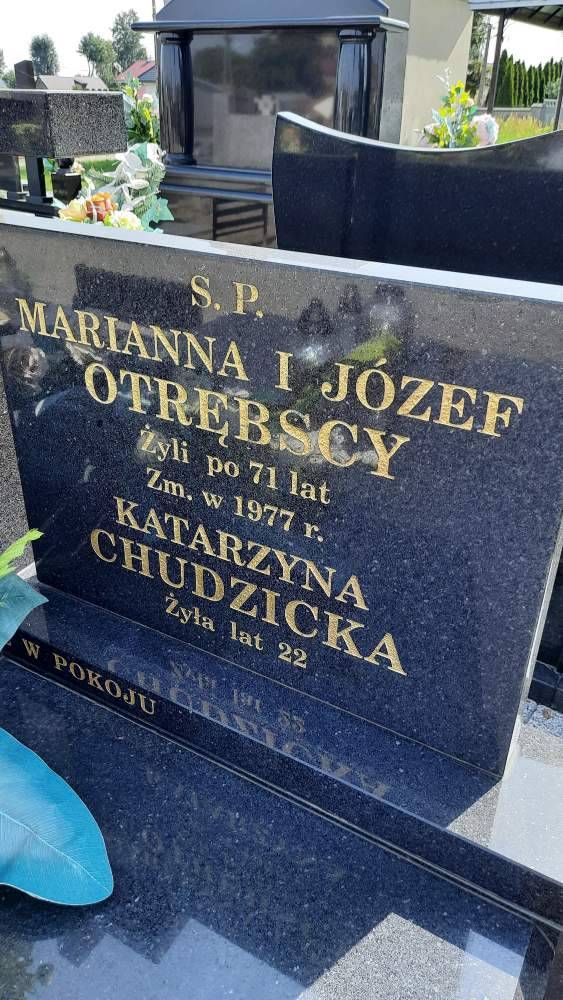 Ś. P.
MARIANNA I JÓZEF
OTRĘBSCY
Żyli po 71 lat
Zm. w 1977 r.
KATARZYNA
CHUDZICKA
Żyła lat 22
W POKOJU